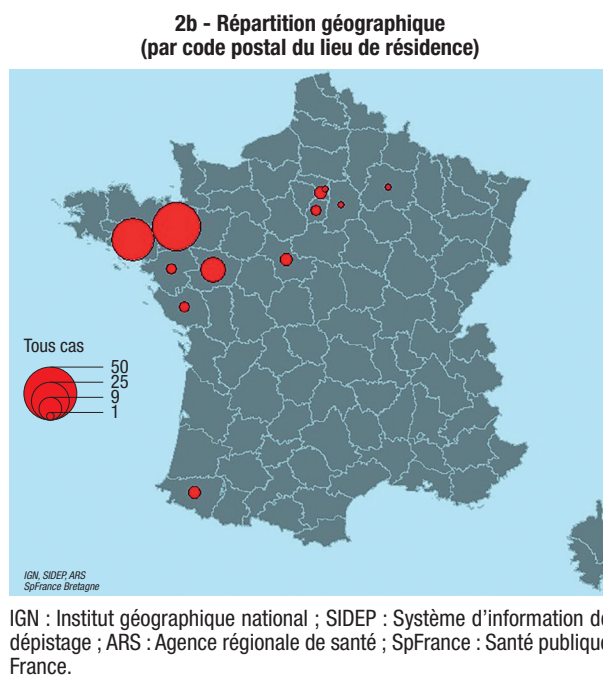 2b - Répartition géographique
(par code postal du lieu de résidence)
Tous cas
50
25
9
1
IGN, SIDEP, ARS
SpFrance Bretagne
IGN : Institut géographique national ; SIDEP : Système d'information de
dépistage ; ARS : Agence régionale de santé ; SpFrance : Santé publique
France.